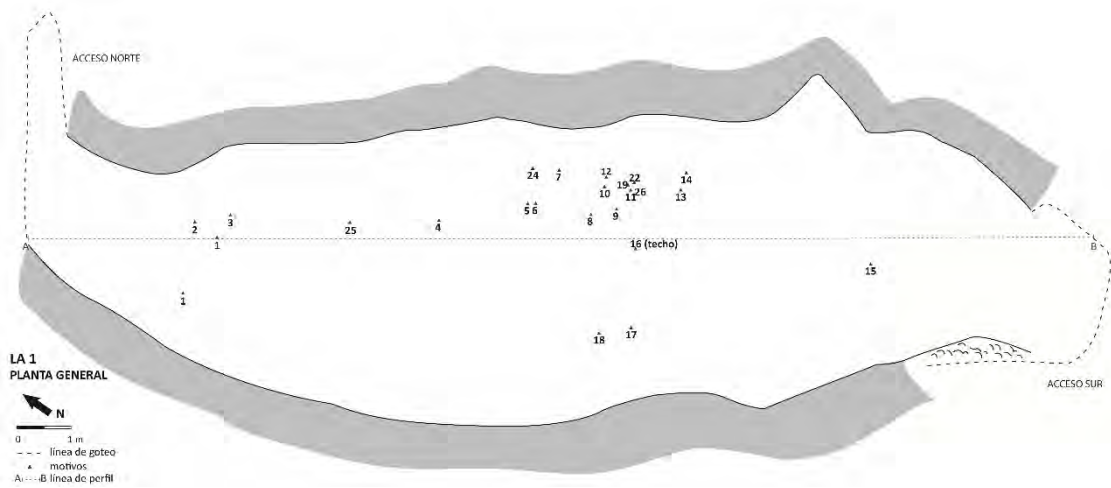 ACCESO NORTE
12
24
7
22
14
19
10
11
26
13
5
6
8
9
3
2
25
4
A
1
16 (techo)
B
15
1
18
17
LA 1
PLANTA GENERAL
ACCESO SUR
N
0 1 m
línea de goteo
motivos
A B línea de perfil